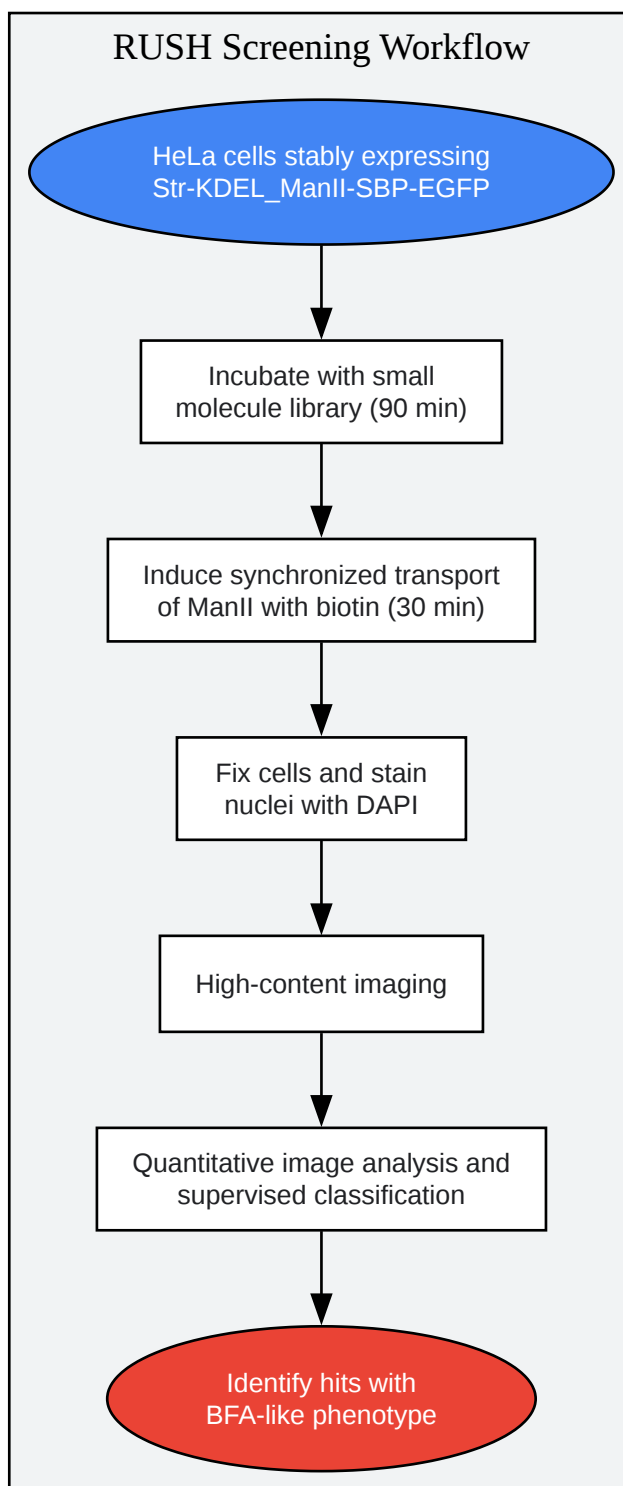 RUSH Screening Workflow
HeLa cells stably expressing
Str-KDEL_ManII-SBP-EGFP
Incubate with small
molecule library (90 min)
Induce synchronized transport
of ManII with biotin (30 min)
Fix cells and stain
nuclei with DAPI
High-content imaging
Quantitative image analysis and
supervised classification
Identify hits with
BFA-like phenotype